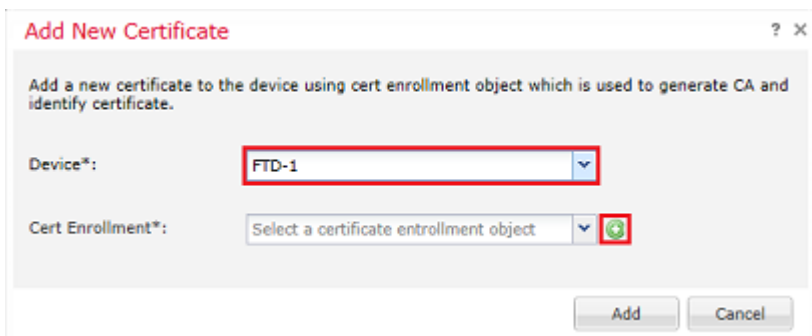 Add New Certificate
? ×
Add a new certificate to the device using cert enrollment object which is used to generate CA and
identify certificate.
Device*: FTD-1
Cert Enrollment*: Select a certificate entrollment object
Add Cancel